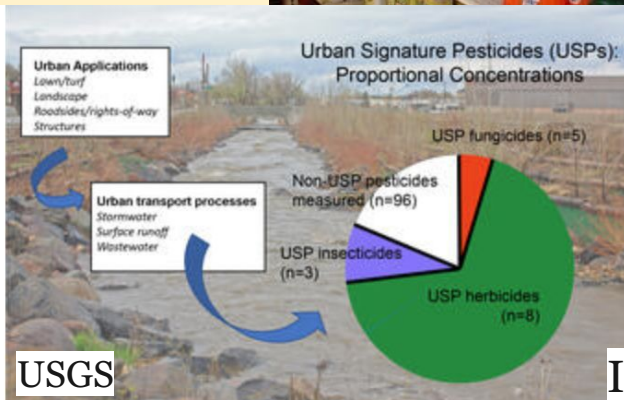 Urban Signature Pesticides (USPs):
Proportional Concentrations
Urban Applications
Lawn/turf
Landscape
Roadsides/rights-of-way
Structures
Urban transport processes
Stormwater
Surface runoff
Wastewater
USP fungicides (n=5)
Non-USP pesticides
measured (n=96)
USP insecticides
(n=3)
USP herbicides
(n=8)
USGS
I